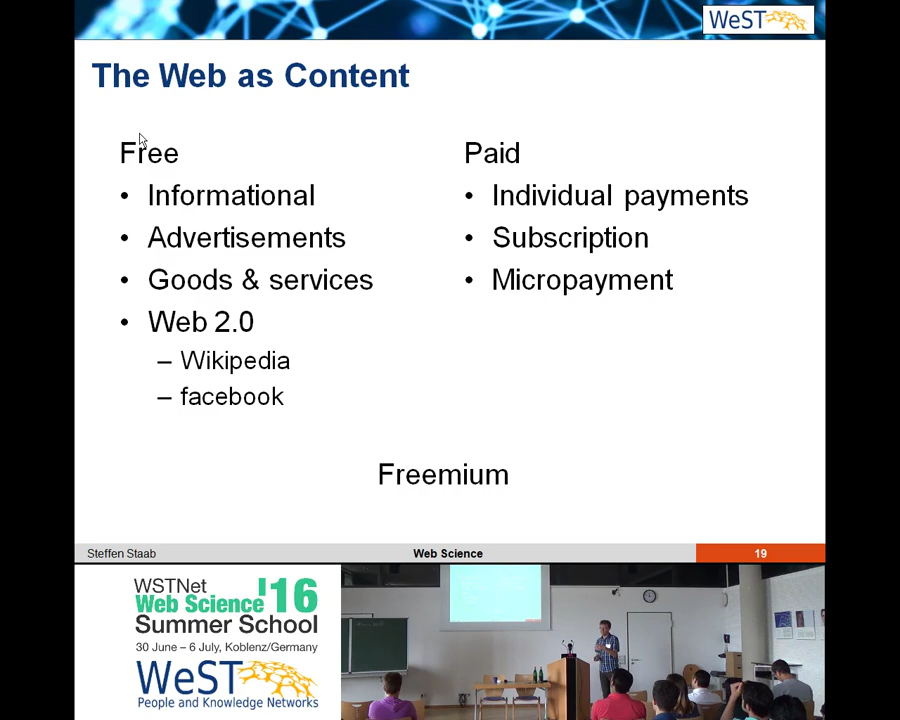 WeST
The Web as Content
Free
• Informational
• Advertisements
• Goods & services
• Web 2.0
– Wikipedia
– facebook
Paid
• Individual payments
• Subscription
• Micropayment
Freemium
Steffen Staab
Web Science
19
WSTNet
Web Science '16
Summer School
30 June - 6 July, Koblenz/Germany
WeST
People and Knowledge Networks